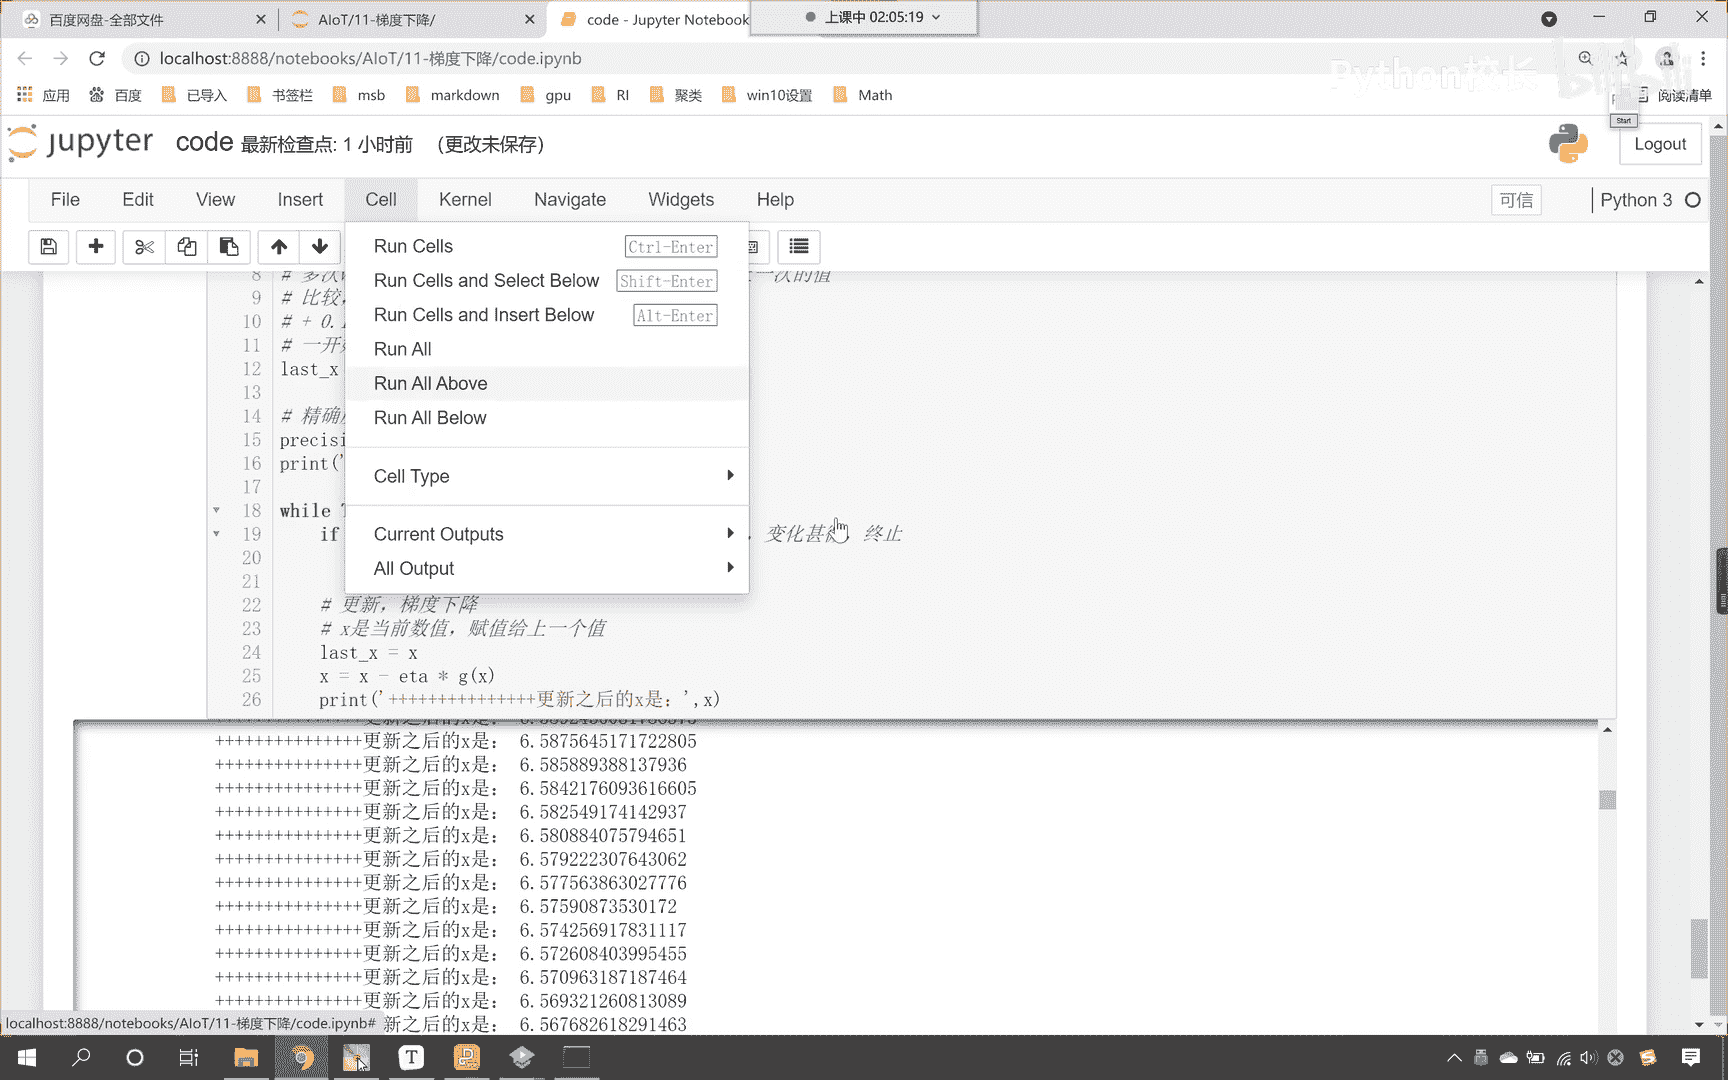 百度网盘-全部文件
AIoT/11-梯度下降/
code - Jupyter Notebook
上课中 02:05:19
localhost:8888/notebooks/AIoT/11-梯度下降/code.ipynb
Python校长
应用
百度
已导入
书签栏
msb
markdown
gpu
RI
聚类
win10设置
Math
阅读清单
Start
jupyter code 最新检查点: 1 小时前 (更改未保存)
Logout
File Edit View Insert Cell Kernel Navigate Widgets Help
可信
Python 3
Run Cells Ctrl-Enter
Run Cells and Select Below Shift-Enter
Run Cells and Insert Below Alt-Enter
Run All
Run All Above
Run All Below
Cell Type
Current Outputs
All Output
8 # 多次 一次的值
9 # 比较,
10 # + 0.
11 # 一开
12 last_x
13
14 # 精确
15 precisi
16 print('
17
18 while
19 if 变化甚微 终止
20
21
22 # 更新, 梯度下降
23 # x是当前数值, 赋值给上一个值
24 last_x = x
25 x = x - eta * g(x)
26 print('+++++++++++++++更新之后的x是: ',x)
+++++++++++++++更新之后的x是: 6.5875645171722805
+++++++++++++++更新之后的x是: 6.585889388137936
+++++++++++++++更新之后的x是: 6.5842176093616605
+++++++++++++++更新之后的x是: 6.582549174142937
+++++++++++++++更新之后的x是: 6.580884075794651
+++++++++++++++更新之后的x是: 6.579222307643062
+++++++++++++++更新之后的x是: 6.577563863027776
+++++++++++++++更新之后的x是: 6.57590873530172
+++++++++++++++更新之后的x是: 6.574256917831117
+++++++++++++++更新之后的x是: 6.572608403995455
+++++++++++++++更新之后的x是: 6.570963187187464
+++++++++++++++更新之后的x是: 6.569321260813089
更新之后的x是: 6.567682618291463
localhost:8888/notebooks/AIoT/11-梯度下降/code.ipynb#